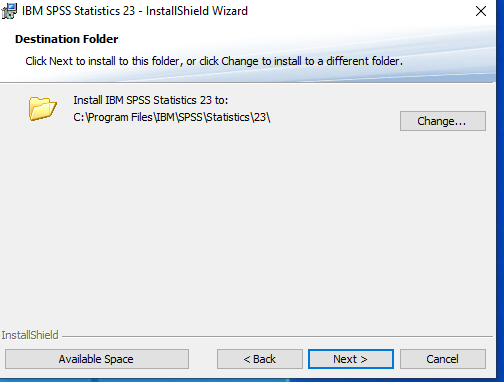 IBM SPSS Statistics 23 - InstallShield Wizard
Destination Folder
Click Next to install to this folder, or click Change to install to a different folder.
Install IBM SPSS Statistics 23 to:
C:\Program Files\IBM\SPSS\Statistics\23\
Change...
InstallShield
Available Space
< Back
Next >
Cancel